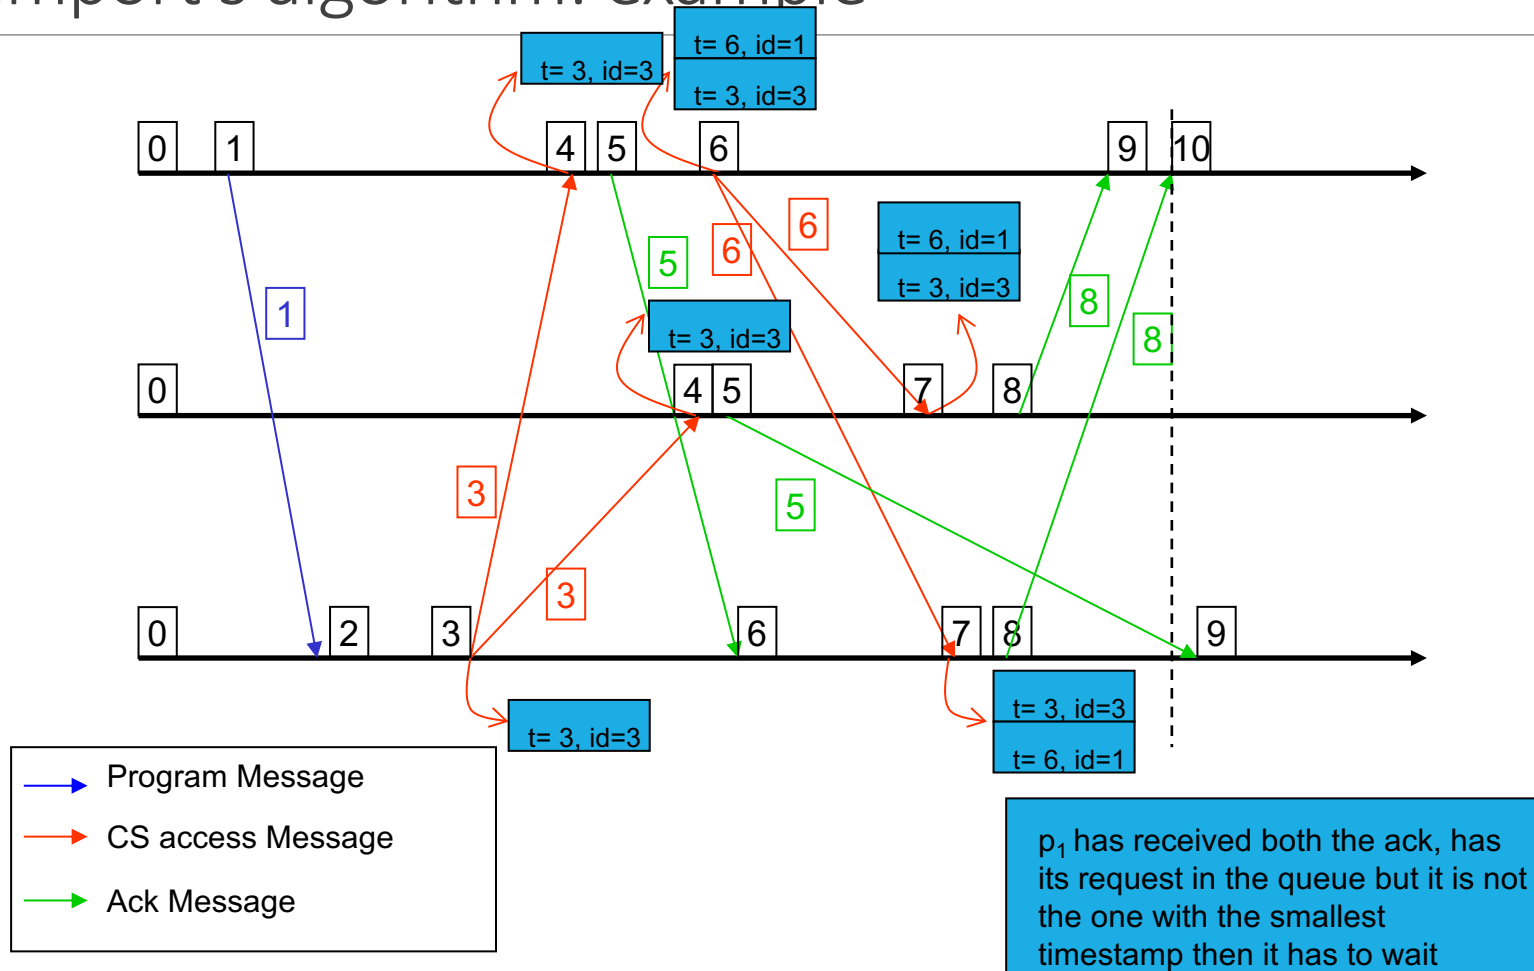 algorithm: example
t= 3, id=3
t= 6, id=1
t= 3, id=3
0 1 4 5 6 9 10
6
6
5
t= 6, id=1
t= 3, id=3
1
8
8
t= 3, id=3
0 4 5 7 8
3
5
3
0 2 3 6 7 8 9
t= 3, id=3
t= 3, id=3
t= 6, id=1
Program Message
CS access Message
Ack Message
p1 has received both the ack, has
its request in the queue but it is not
the one with the smallest
timestamp then it has to wait